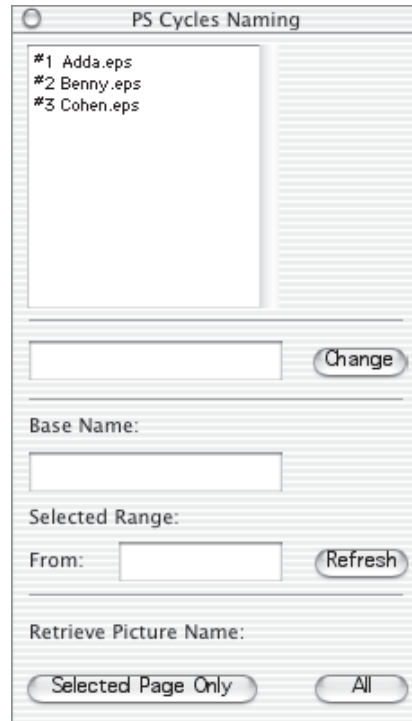 PS Cycles Naming
#1 Adda.eps
#2 Benny.eps
#3 Cohen.eps
Change
Base Name:
Selected Range:
From:
Refresh
Retrieve Picture Name:
Selected Page Only All